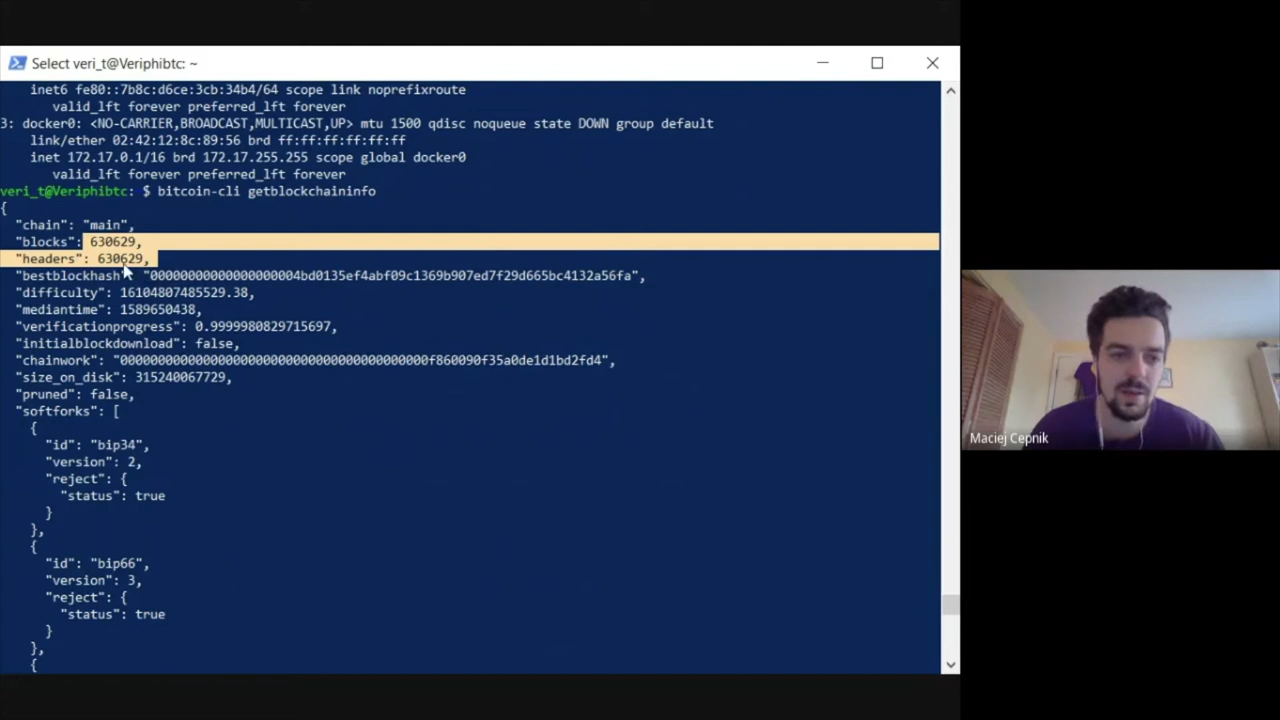 Select veri_t@Veriphibtc: ~
inet6 fe80::7b8c:d6ce:3cb:34b4/64 scope link noprefixroute
valid_lft forever preferred_lft forever
3: docker0: <NO-CARRIER,BROADCAST,MULTICAST,UP> mtu 1500 qdisc noqueue state DOWN group default
link/ether 02:42:12:8c:89:56 brd ff:ff:ff:ff:ff:ff
inet 172.17.0.1/16 brd 172.17.255.255 scope global docker0
valid_lft forever preferred_lft forever
veri_t@Veriphibtc: $ bitcoin-cli getblockchaininfo
{
"chain": "main",
"blocks": 630629,
"headers": 630629,
"bestblockhash": "00000000000000000004bd0135ef4abf09c1369b907ed7f29d665bc4132a56fa",
"difficulty": 16104807485529.38,
"mediantime": 1589650438,
"verificationprogress": 0.9999980829715697,
"initialblockdownload": false,
"chainwork": "00000000000000000000000000000000000000000f860090f35a0de1d1bd2fd4",
"size_on_disk": 315240067729,
"pruned": false,
"softforks": [
{
"id": "bip34",
"version": 2,
"reject": {
"status": true
}
},
{
"id": "bip66",
"version": 3,
"reject": {
"status": true
}
},
{
Maciej Cepnik